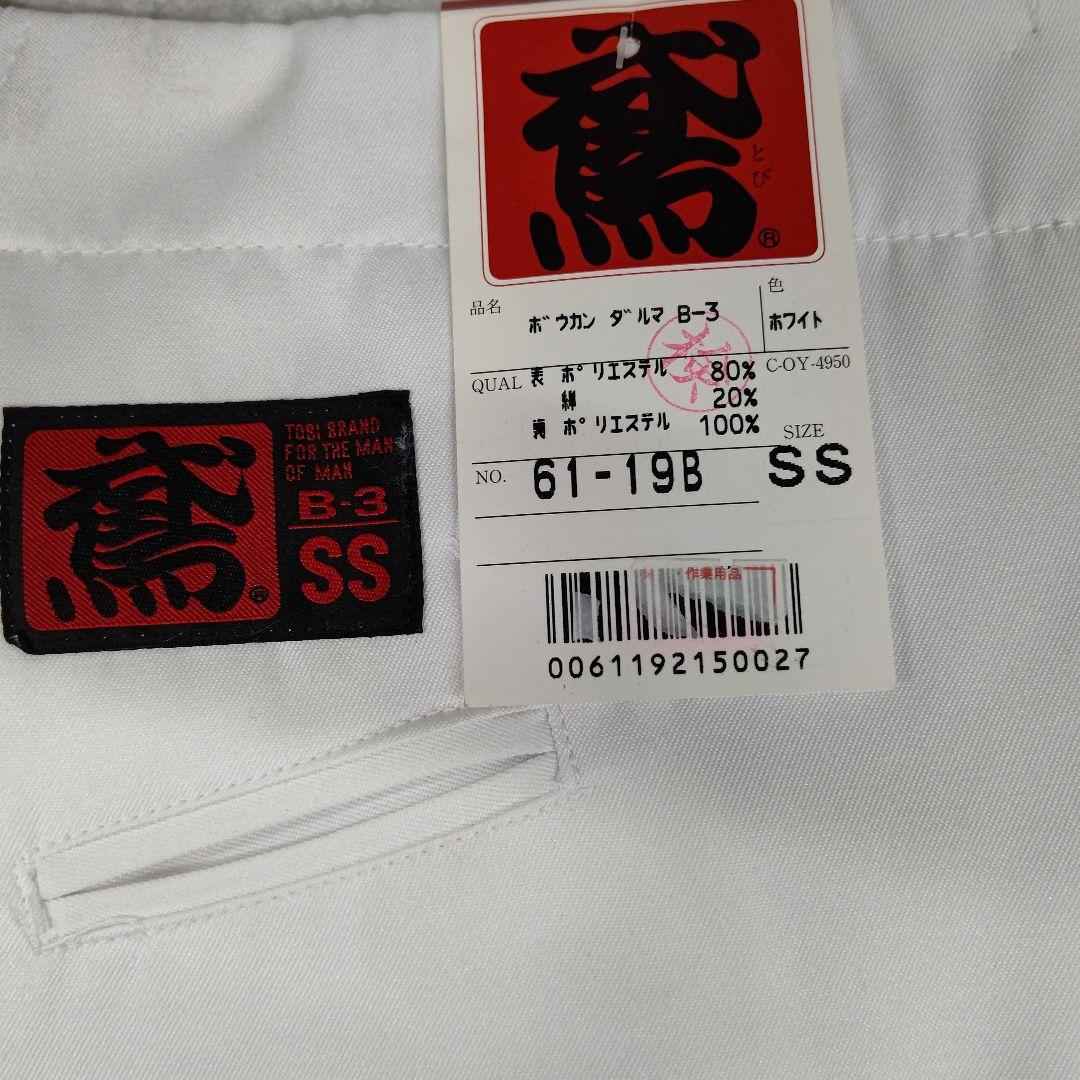 鳶
とび
®
品名
ボウカン ダルマ B-3
色
ホワイト
QUAL
表 ポリエステル 80%
綿 20%
裏 ポリエステル 100%
C-OY-4950
NO.
61-19B
SIZE
SS
作業用品
0061192150027
鳶
®
TOBI BRAND
FOR THE MAN
OF MAN
B-3
SS